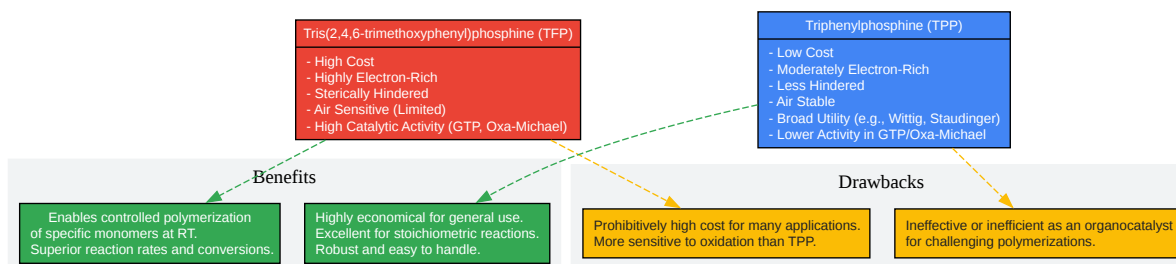 Tris(2,4,6-trimethoxyphenyl)phosphine (TFP)
- High Cost
- Highly Electron-Rich
- Sterically Hindered
- Air Sensitive (Limited)
- High Catalytic Activity (GTP, Oxa-Michael)
Triphenylphosphine (TPP)
- Low Cost
- Moderately Electron-Rich
- Less Hindered
- Air Stable
- Broad Utility (e.g., Wittig, Staudinger)
- Lower Activity in GTP/Oxa-Michael
Benefits
Enables controlled polymerization
of specific monomers at RT.
Superior reaction rates and conversions.
Highly economical for general use.
Excellent for stoichiometric reactions.
Robust and easy to handle.
Drawbacks
Prohibitively high cost for many applications.
More sensitive to oxidation than TPP.
Ineffective or inefficient as an organocatalyst
for challenging polymerizations.